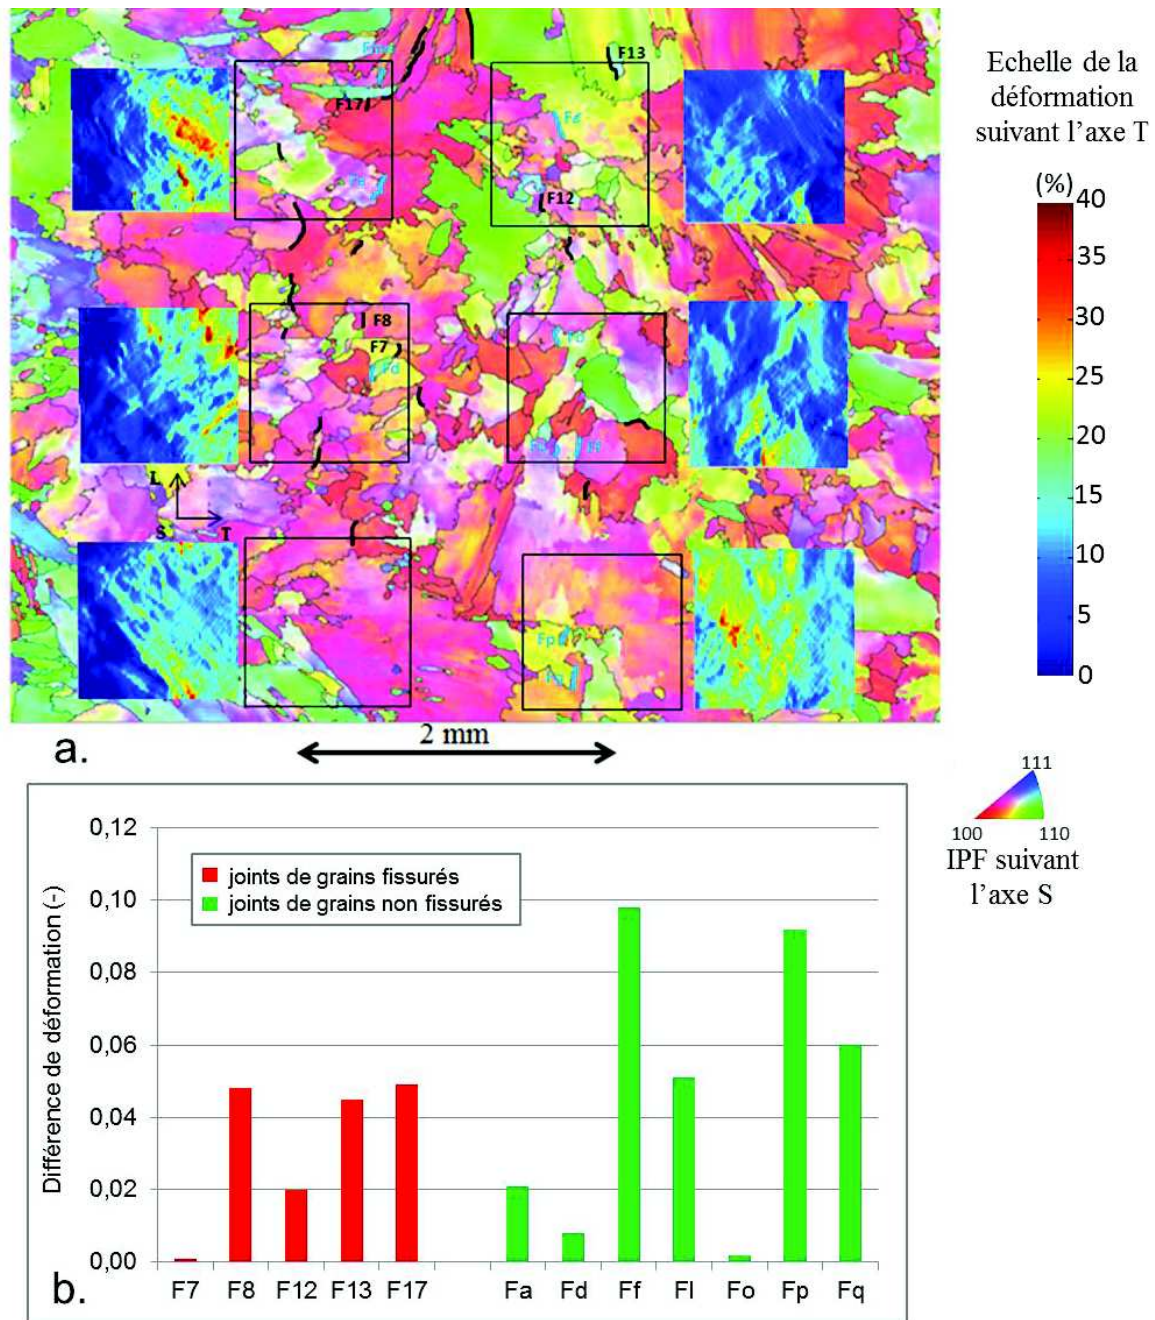 F13
F17
Fd
F12
F8
F7
Fd
L
S
T
Fp
Echelle de la
déformation
suivant l'axe T
(%)
40
35
30
25
20
15
10
5
0
a.
2 mm
111
100
110
IPF suivant
l'axe S
Différence de déformation (-)
0,12
0,10
0,08
0,06
0,04
0,02
0,00
joints de grains fissurés
joints de grains non fissurés
F7 F8 F12 F13 F17 Fa Fd Ff Fl Fo Fp Fq
b.